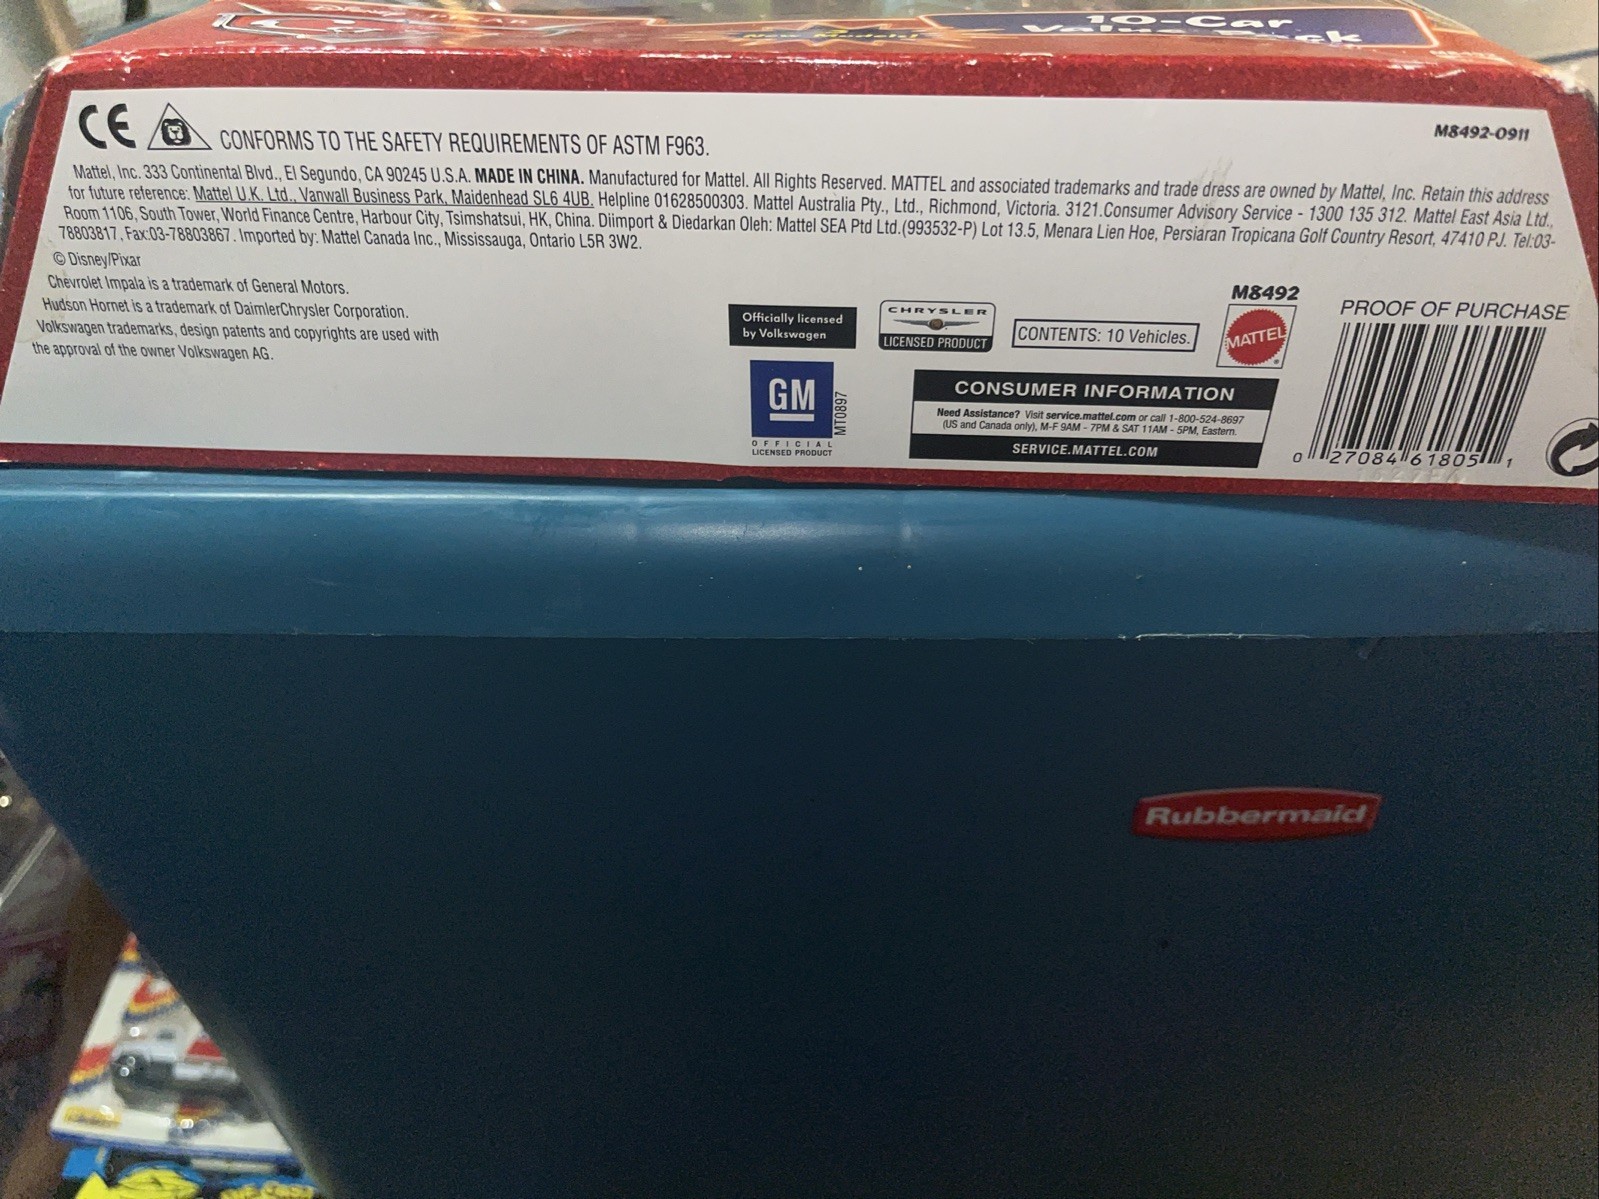 10-Car
Value Pack
New Models!
CE
CONFORMS TO THE SAFETY REQUIREMENTS OF ASTM F963.
M8492-0911
Mattel, Inc. 333 Continental Blvd., El Segundo, CA 90245 U.S.A. MADE IN CHINA. Manufactured for Mattel. All Rights Reserved. MATTEL and associated trademarks and trade dress are owned by Mattel, Inc. Retain this address
for future reference: Mattel U.K. Ltd., Vanwall Business Park, Maidenhead SL6 4UB. Helpline 01628500303. Mattel Australia Pty., Ltd., Richmond, Victoria. 3121.Consumer Advisory Service - 1300 135 312. Mattel East Asia Ltd.,
Room 1106, South Tower, World Finance Centre, Harbour City, Tsimshatsui, HK, China. Diimport & Diedarkan Oleh: Mattel SEA Ptd Ltd.(993532-P) Lot 13.5, Menara Lien Hoe, Persiaran Tropicana Golf Country Resort, 47410 PJ. Tel:03-
78803817, Fax:03-78803867. Imported by: Mattel Canada Inc., Mississauga, Ontario L5R 3W2.
© Disney/Pixar
Chevrolet Impala is a trademark of General Motors.
Hudson Hornet is a trademark of DaimlerChrysler Corporation.
Volkswagen trademarks, design patents and copyrights are used with
the approval of the owner Volkswagen AG.
Officially licensed
by Volkswagen
CHRYSLER
LICENSED PRODUCT
CONTENTS: 10 Vehicles.
M8492
MATTEL
PROOF OF PURCHASE
GM
OFFICIAL
LICENSED PRODUCT
MT0897
CONSUMER INFORMATION
Need Assistance? Visit service.mattel.com or call 1-800-524-8697
(US and Canada only), M-F 9AM - 7PM & SAT 11AM - 5PM, Eastern.
SERVICE.MATTEL.COM
0 27084 61805 1
Rubbermaid